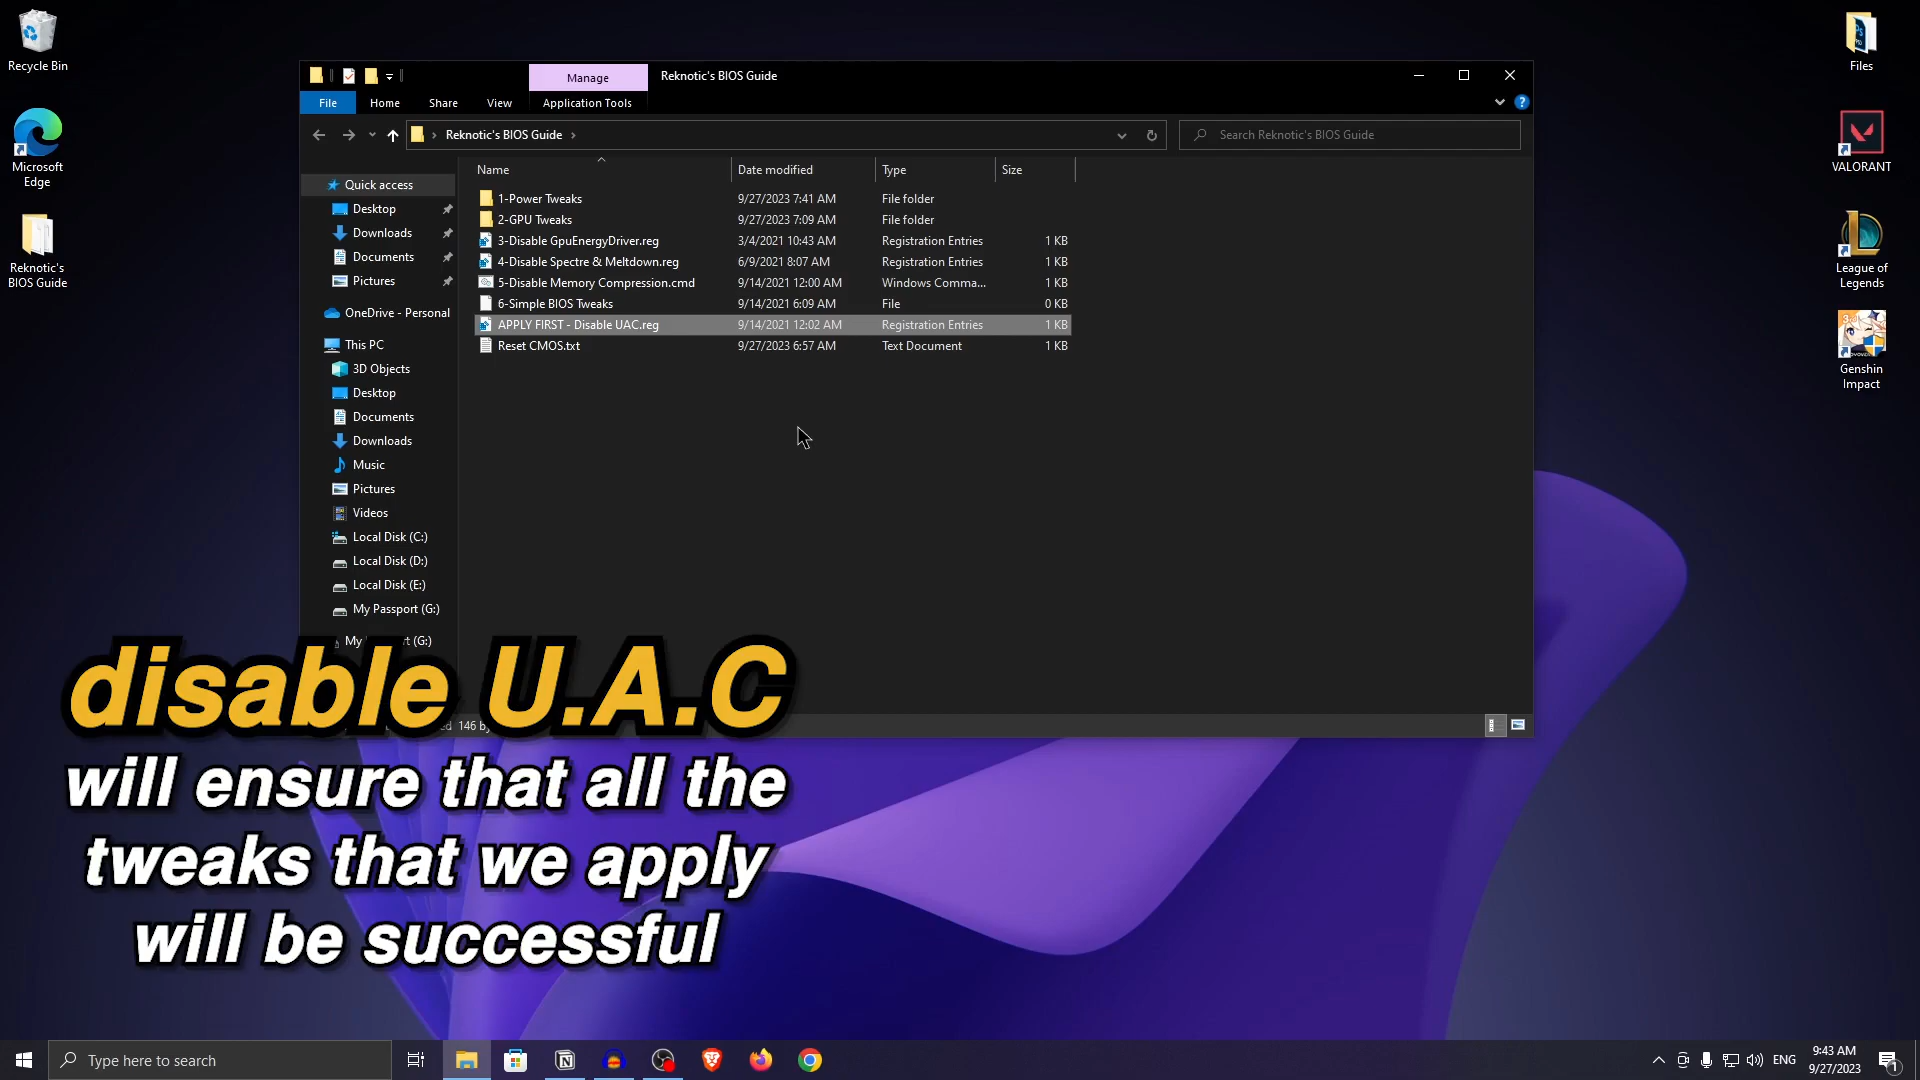 Recycle Bin
Microsoft
Edge
Reknotic's
BIOS Guide
Manage
Reknotic's BIOS Guide
File
Home
Share
View
Application Tools
Reknotic's BIOS Guide
Search Reknotic's BIOS Guide
Name
Date modified
Type
Size
1-Power Tweaks
9/27/2023 7:41 AM
File folder
2-GPU Tweaks
9/27/2023 7:09 AM
File folder
3-Disable GpuEnergyDriver.reg
3/4/2021 10:43 AM
Registration Entries
1 KB
4-Disable Spectre & Meltdown.reg
6/9/2021 8:07 AM
Registration Entries
1 KB
5-Disable Memory Compression.cmd
9/14/2021 12:00 AM
Windows Comma...
1 KB
6-Simple BIOS Tweaks
9/14/2021 6:09 AM
File
0 KB
APPLY FIRST - Disable UAC.reg
9/14/2021 12:02 AM
Registration Entries
1 KB
Reset CMOS.txt
9/27/2023 6:57 AM
Text Document
1 KB
Quick access
Desktop
Downloads
Documents
Pictures
OneDrive - Personal
This PC
3D Objects
Desktop
Documents
Downloads
Music
Pictures
Videos
Local Disk (C:)
Local Disk (D:)
Local Disk (E:)
My Passport (G:)
My (G:)
146
disable U.A.C
will ensure that all the
tweaks that we apply
will be successful
Files
VALORANT
League of
Legends
Genshin
Impact
Type here to search
ENG
9:43 AM
9/27/2023
1